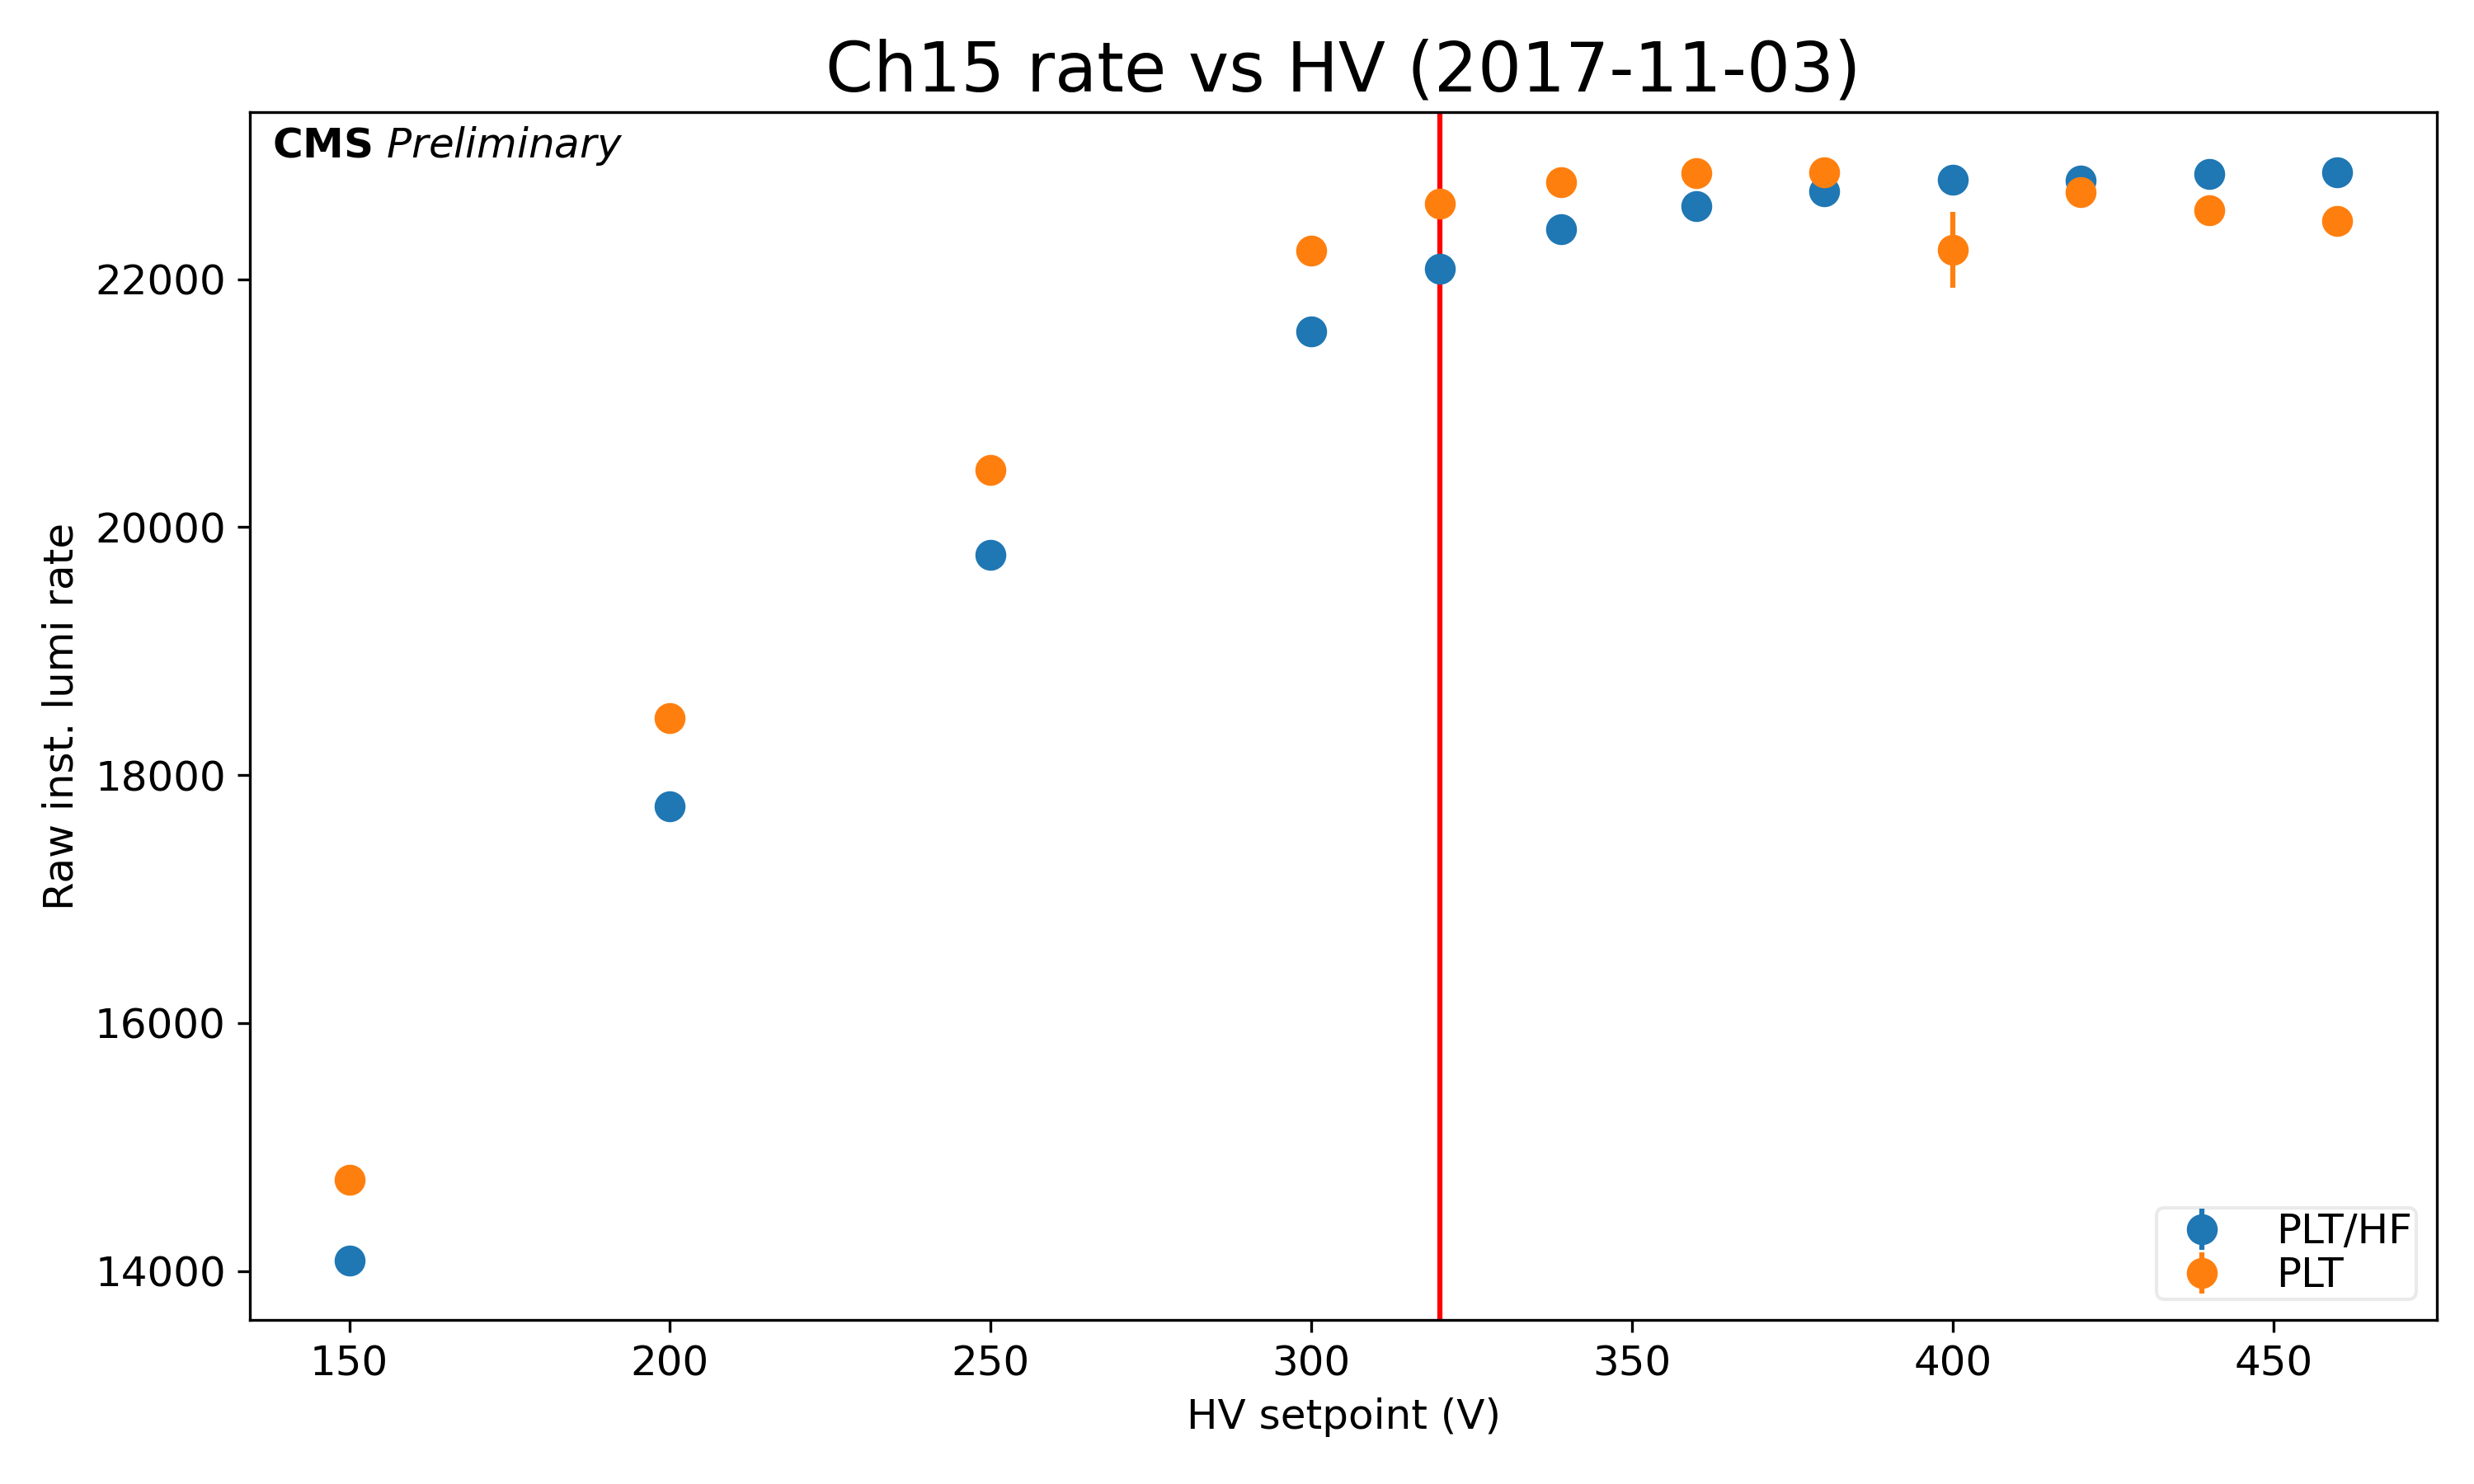 Ch15 rate vs HV (2017-11-03)
CMS Preliminary
Raw inst. lumi rate
22000
20000
18000
16000
14000
150 200 250 300 350 400 450
HV setpoint (V)
PLT/HF
PLT